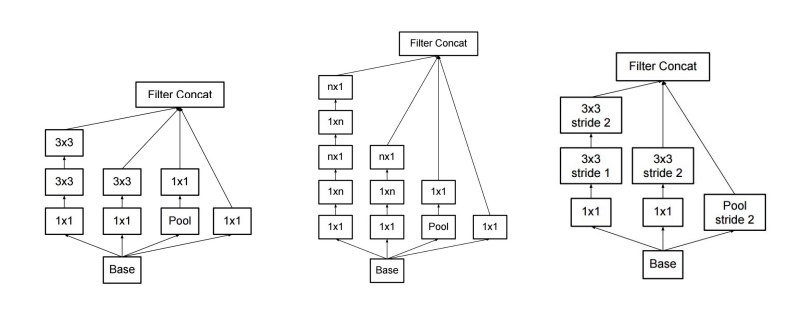 Filter Concat
3x3
3x3
3x3
1x1
1x1
1x1
Pool
1x1
Base
Filter Concat
nx1
1xn
nx1
nx1
1xn
1xn
1x1
1x1
1x1
Pool
1x1
Base
Filter Concat
3x3
stride 2
3x3
stride 1
3x3
stride 2
1x1
1x1
Pool
stride 2
Base